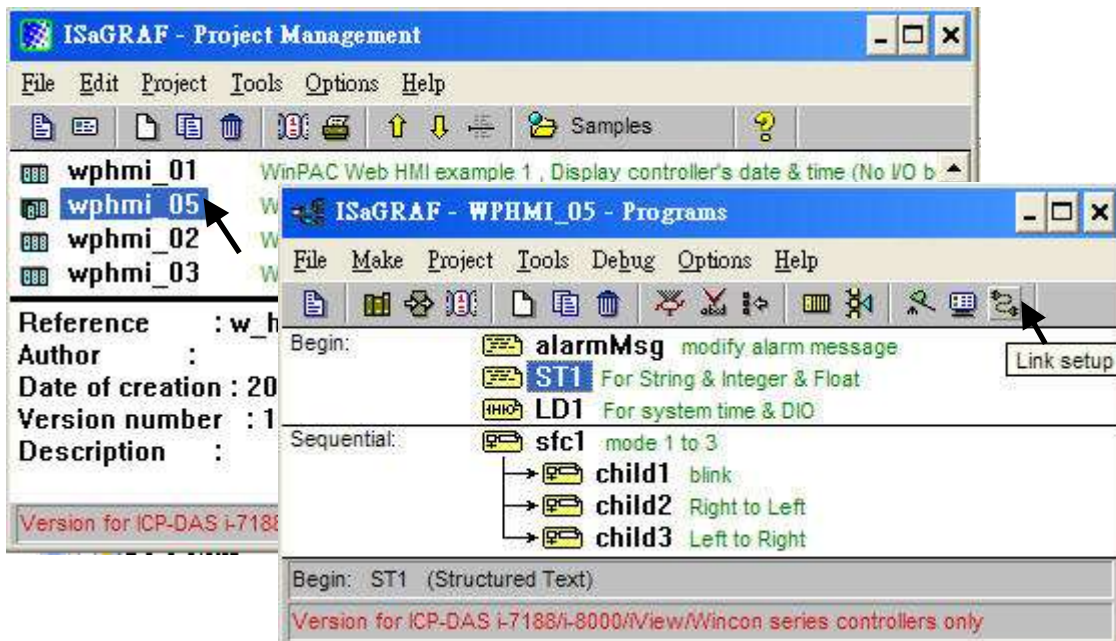 ISaGRAF - Project Management
File Edit Project Tools Options Help
Samples
wphmi_01 WinPAC Web HMI example 1 , Display controller's date & time (No I/O b
wphmi_05 W
wphmi_02 W
wphmi_03 W
Reference : w_h
Author :
Date of creation : 20
Version number : 1
Description :
Version for ICP-DAS i-7188
ISaGRAF - WPHMI_05 - Programs
File Make Project Tools Debug Options Help
Link setup
Begin: alarmMsg modify alarm message
ST1 For String & Integer & Float
LD1 For system time & DIO
Sequential: sfc1 mode 1 to 3
child1 blink
child2 Right to Left
child3 Left to Right
Begin: ST1 (Structured Text)
Version for ICP-DAS i-7188/i-8000/iView/Wincon series controllers only